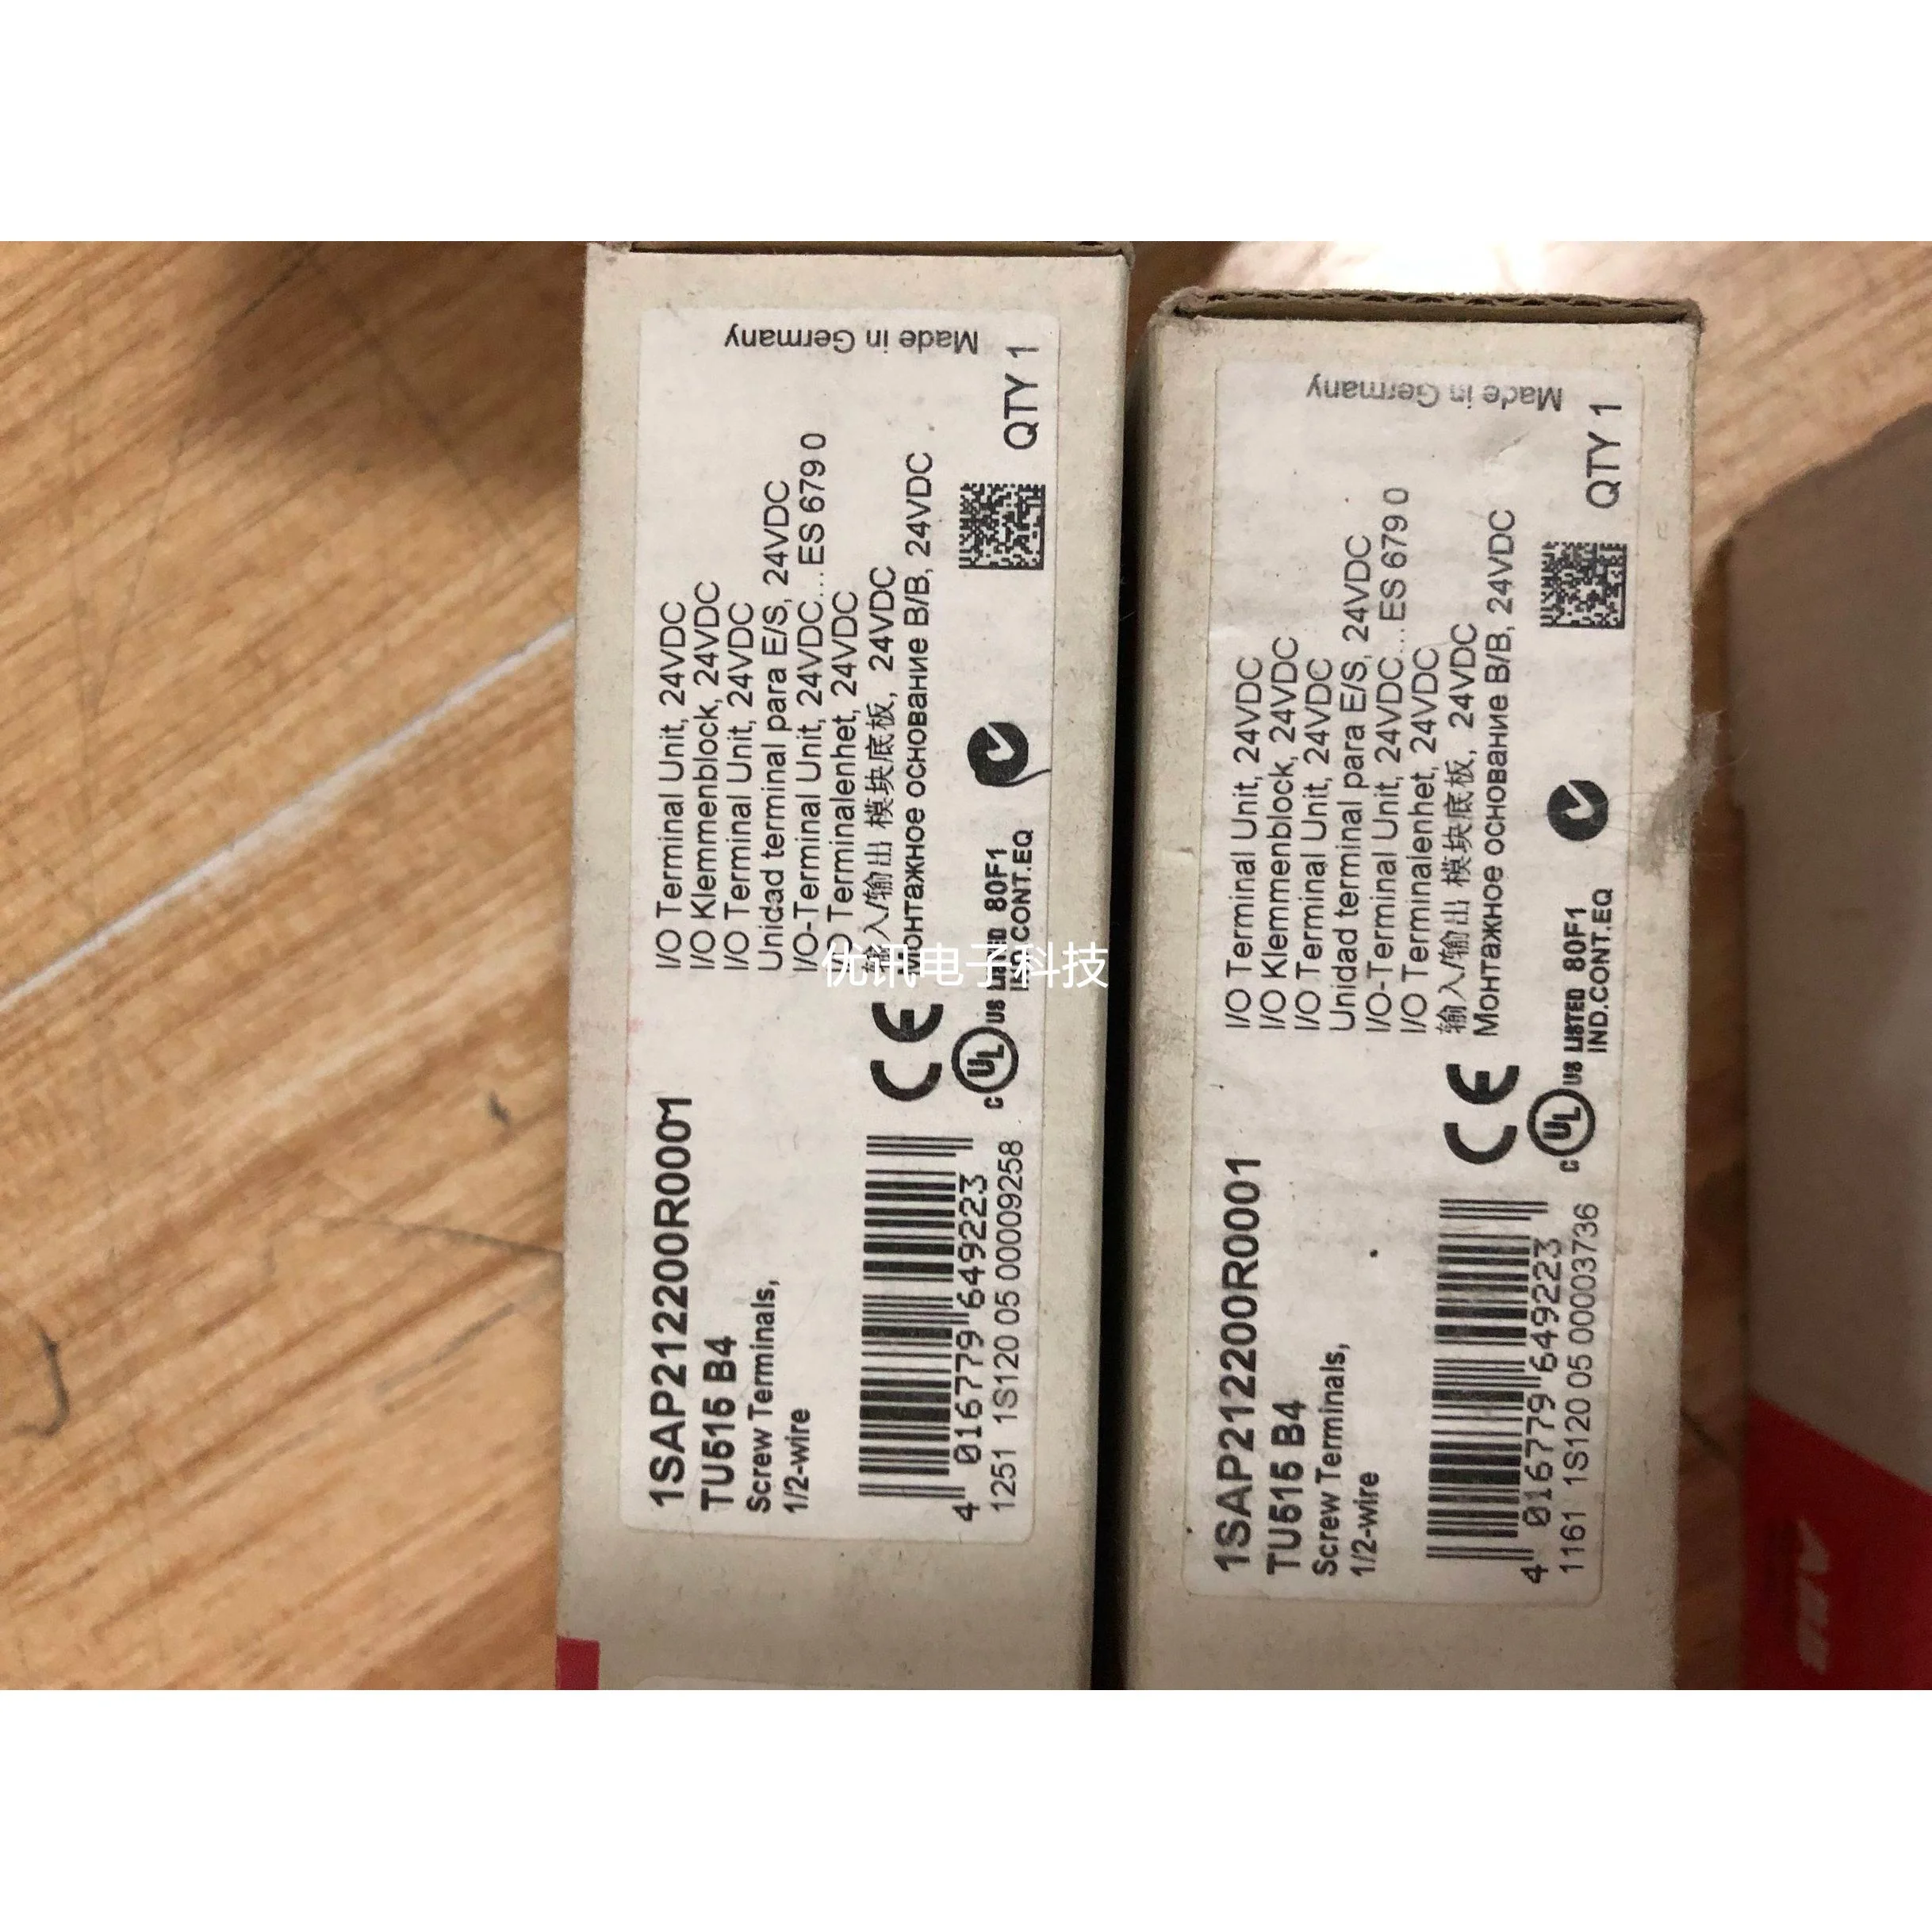 1SAP212200R0001
TU515 B4
Screw Terminals,
1/2-wire
I/O Terminal Unit, 24VDC
I/O Klemmenblock, 24VDC
I/O Terminal Unit, 24VDC
Unidad terminal para E/S, 24VDC
I/O-Terminal Unit, 24VDC...ES 679 0
I/O Terminalenhet, 24VDC
输入/输出 模块底板, 24VDC
Монтажное основание B/B, 24VDC
4 016779 649223
1251 1S120 05 00009258
CE
C UL US LISTED 80F1
IND.CONT.EQ
QTY 1
Made in Germany
优讯电子科技
1SAP212200R0001
TU515 B4
Screw Terminals,
1/2-wire
I/O Terminal Unit, 24VDC
I/O Klemmenblock, 24VDC
I/O Terminal Unit, 24VDC
Unidad terminal para E/S, 24VDC
I/O-Terminal Unit, 24VDC...ES 679 0
I/O Terminalenhet, 24VDC
输入/输出 模块底板, 24VDC
Монтажное основание B/B, 24VDC
4 016779 649223
1161 1S120 05 00003736
CE
C UL US LISTED 80F1
IND.CONT.EQ
QTY 1
Made in Germany